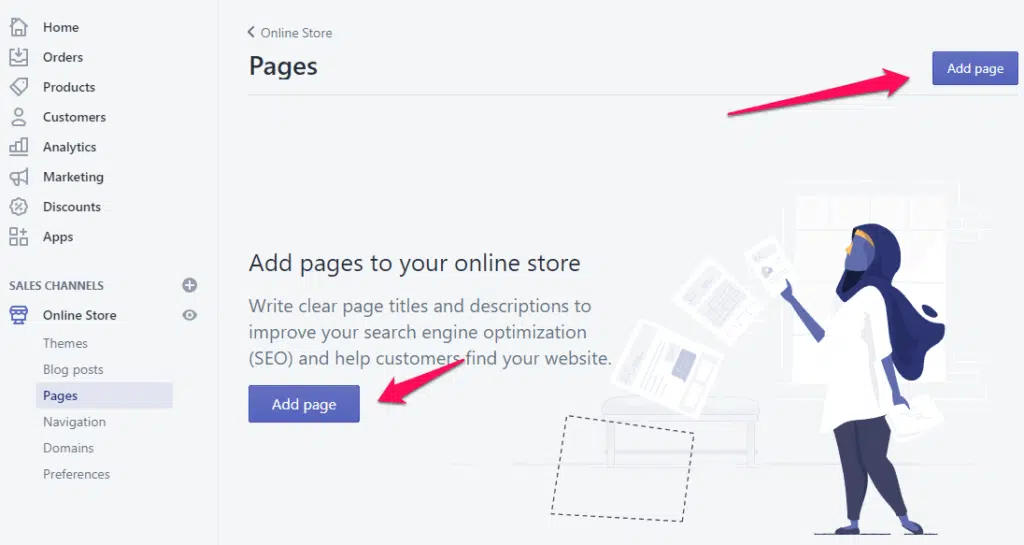 Home
Orders
Products
Customers
Analytics
Marketing
Discounts
Apps
SALES CHANNELS
Online Store
Themes
Blog posts
Pages
Navigation
Domains
Preferences
Online Store
Pages
Add page
Add pages to your online store
Write clear page titles and descriptions to
improve your search engine optimization
(SEO) and help customers find your website.
Add page